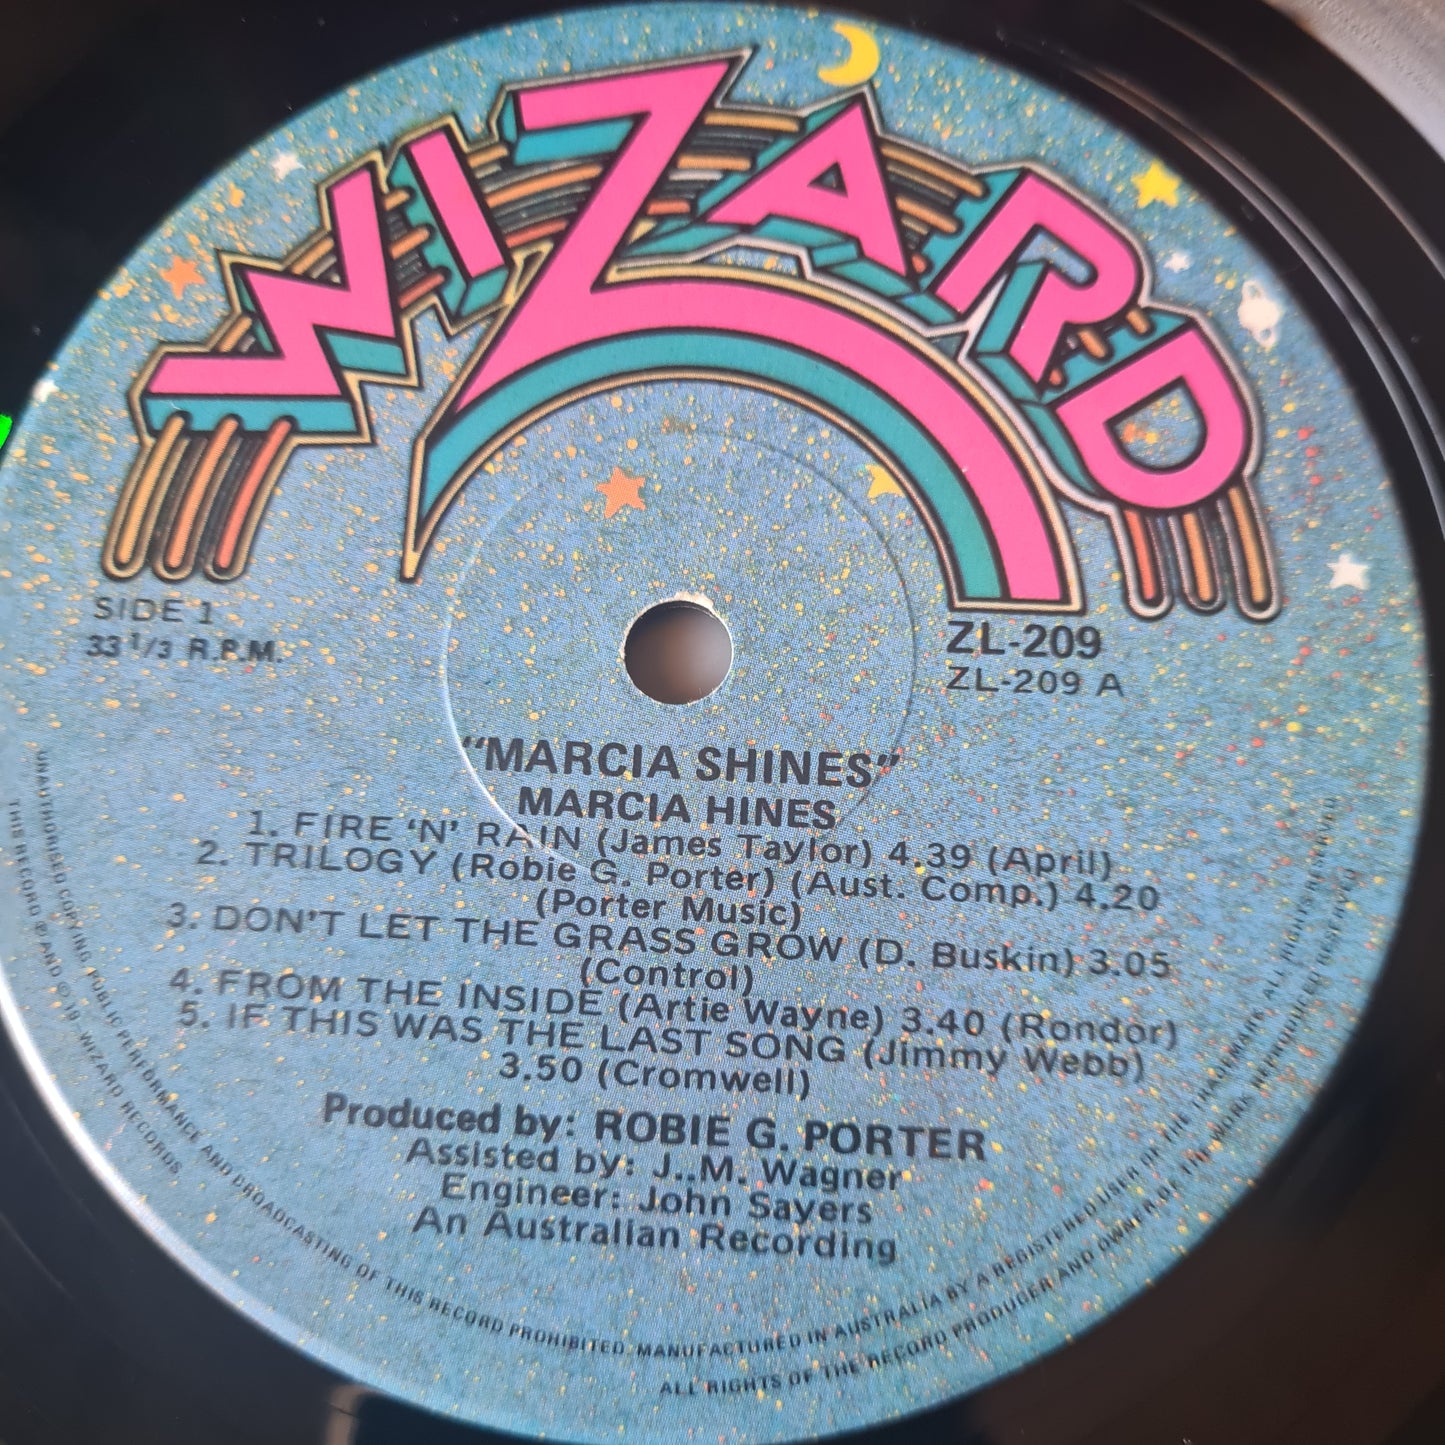 WIZARD
SIDE 1
33 1/3 R.P.M.
ZL-209
ZL-209 A
"MARCIA SHINES"
MARCIA HINES
1. FIRE 'N' RAIN (James Taylor) 4.39 (April)
2. TRILOGY (Robie G. Porter) (Aust. Comp.) 4.20
(Porter Music)
3. DON'T LET THE GRASS GROW (D. Buskin) 3.05
(Control)
4. FROM THE INSIDE (Artie Wayne) 3.40 (Rondor)
5. IF THIS WAS THE LAST SONG (Jimmy Webb)
3.50 (Cromwell)
Produced by: ROBIE G. PORTER
Assisted by: J..M. Wagner
Engineer: John Sayers
An Australian Recording
UNAUTHORISED COPYING PUBLIC PERFORMANCE AND BROADCASTING OF THIS RECORD PROHIBITED. MANUFACTURED IN AUSTRALIA BY A REGISTERED USER OF THE TRADEMARK. ALL RIGHTS RESERVED
THIS RECORD ℗ AND © 19–WIZARD RECORDS
ALL RIGHTS OF THE RECORD PRODUCER AND OWNER OF THE WORK REPRODUCED RESERVED